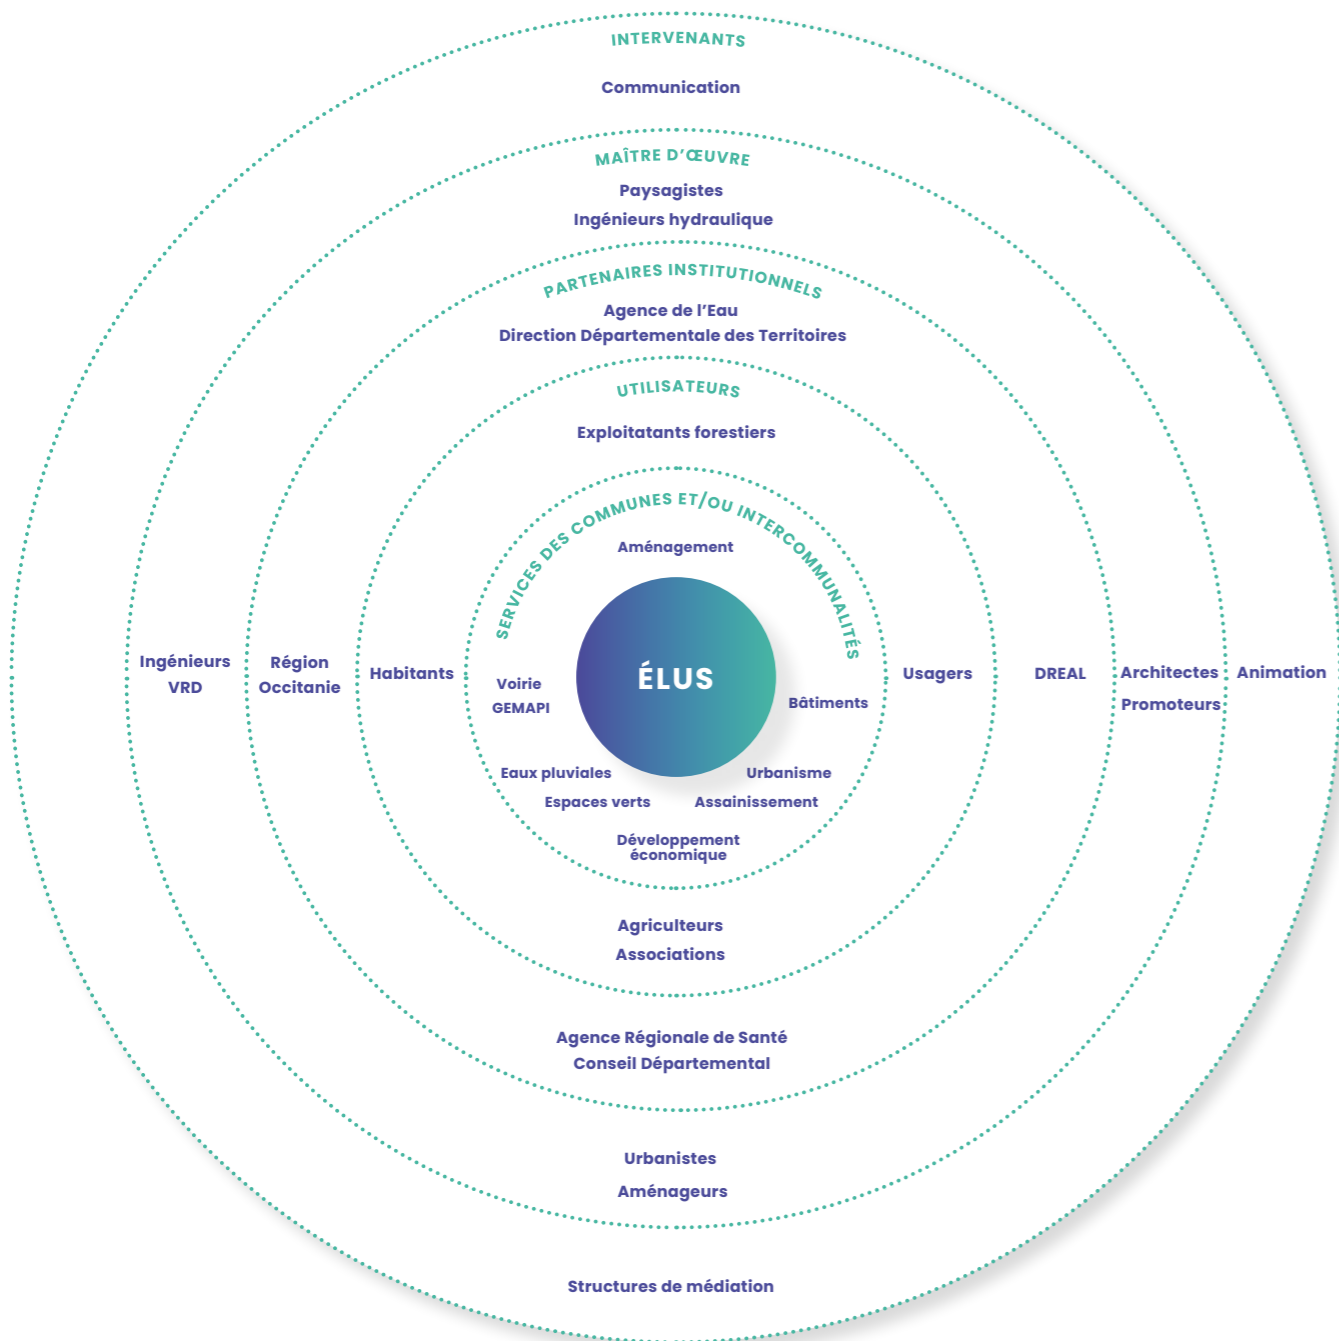 INTERVENANTS
Communication
MAÎTRE D'ŒUVRE
Paysagistes
Ingénieurs hydraulique
PARTENAIRES INSTITUTIONNELS
Agence de l'Eau
Direction Départementale des Territoires
UTILISATEURS
Exploitatants forestiers
SERVICES DES COMMUNES ET/OU INTERCOMMUNALITÉS
Aménagement
Ingénieurs
VRD
Région
Occitanie
Habitants
Voirie
GEMAPI
ÉLUS
Bâtiments
Usagers
DREAL
Architectes
Promoteurs
Animation
Eaux pluviales
Urbanisme
Espaces verts
Assainissement
Développement
économique
Agriculteurs
Associations
Agence Régionale de Santé
Conseil Départemental
Urbanistes
Aménageurs
Structures de médiation